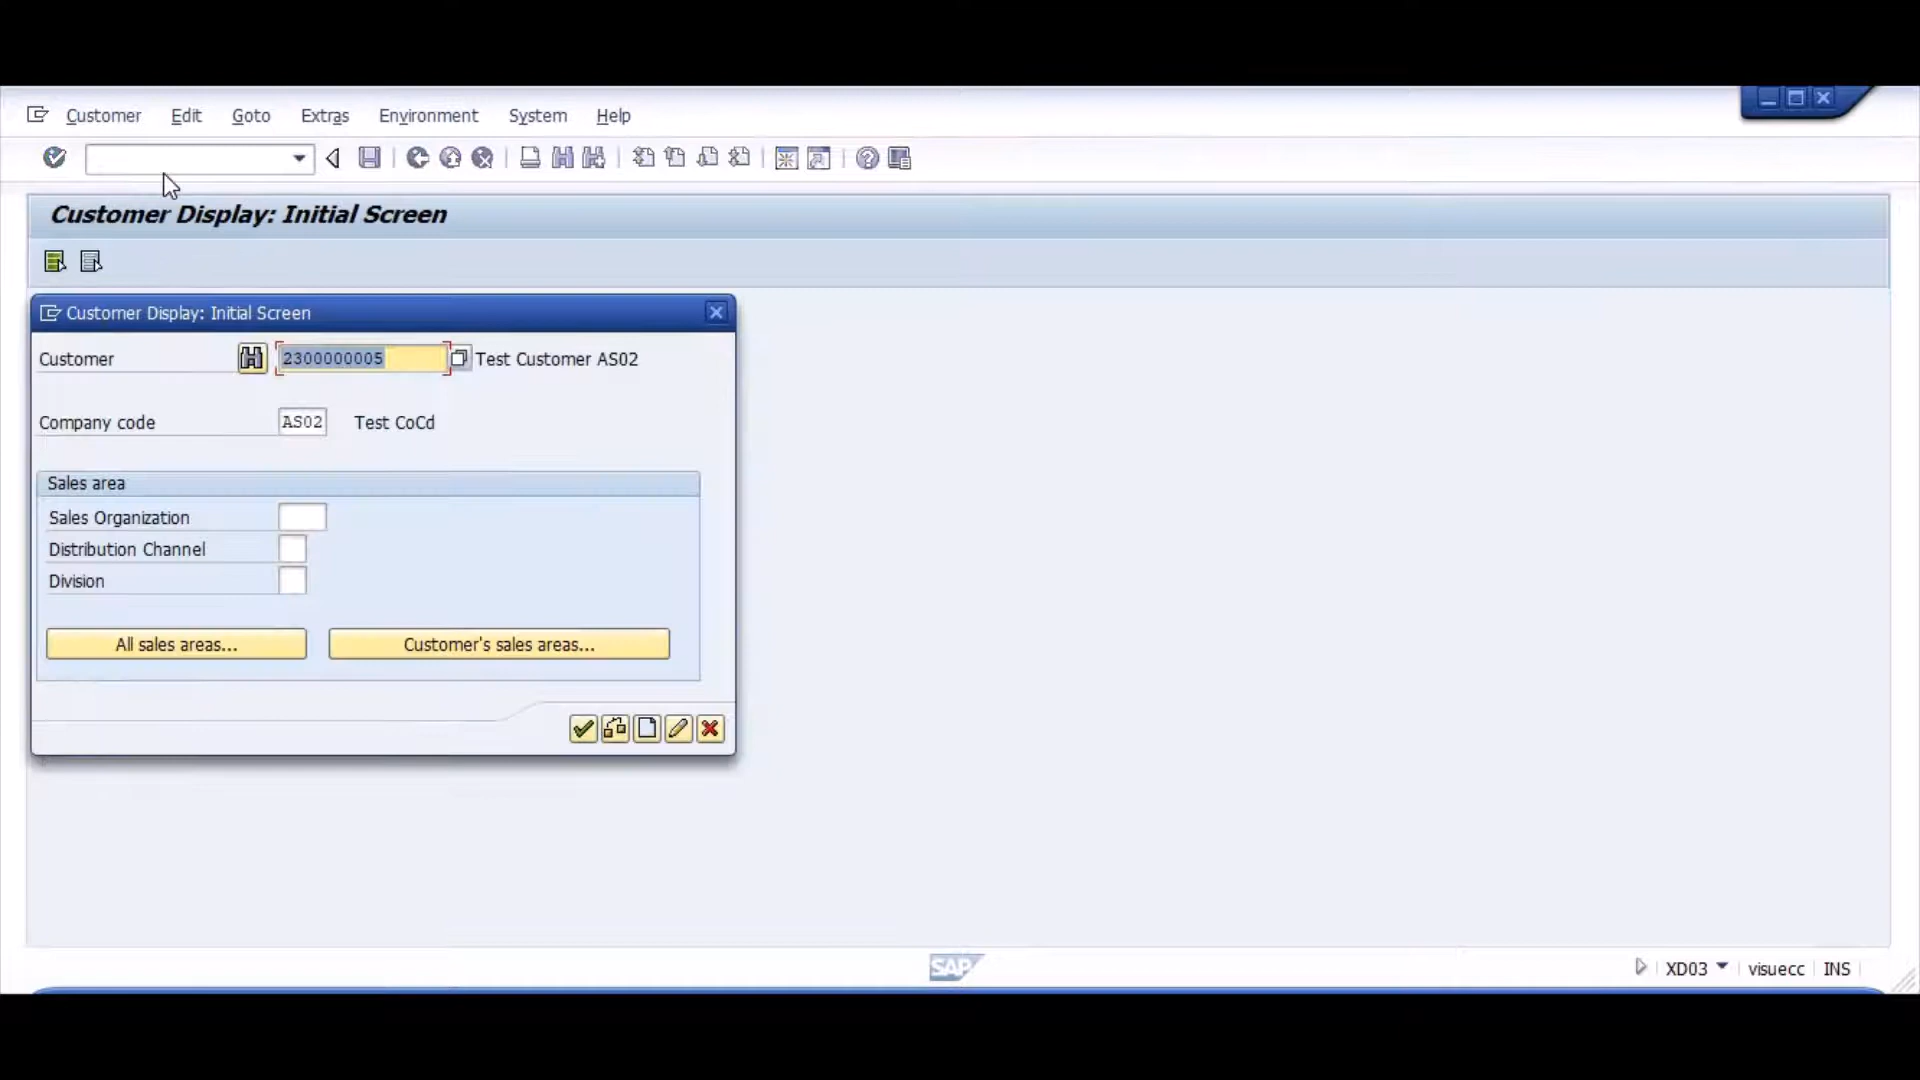 Customer Edit Goto Extras Environment System Help
Customer Display: Initial Screen
Customer Display: Initial Screen
Customer 2300000005 Test Customer AS02
Company code AS02 Test CoCd
Sales area
Sales Organization
Distribution Channel
Division
All sales areas... Customer's sales areas...
SAP XD03 visuecc INS